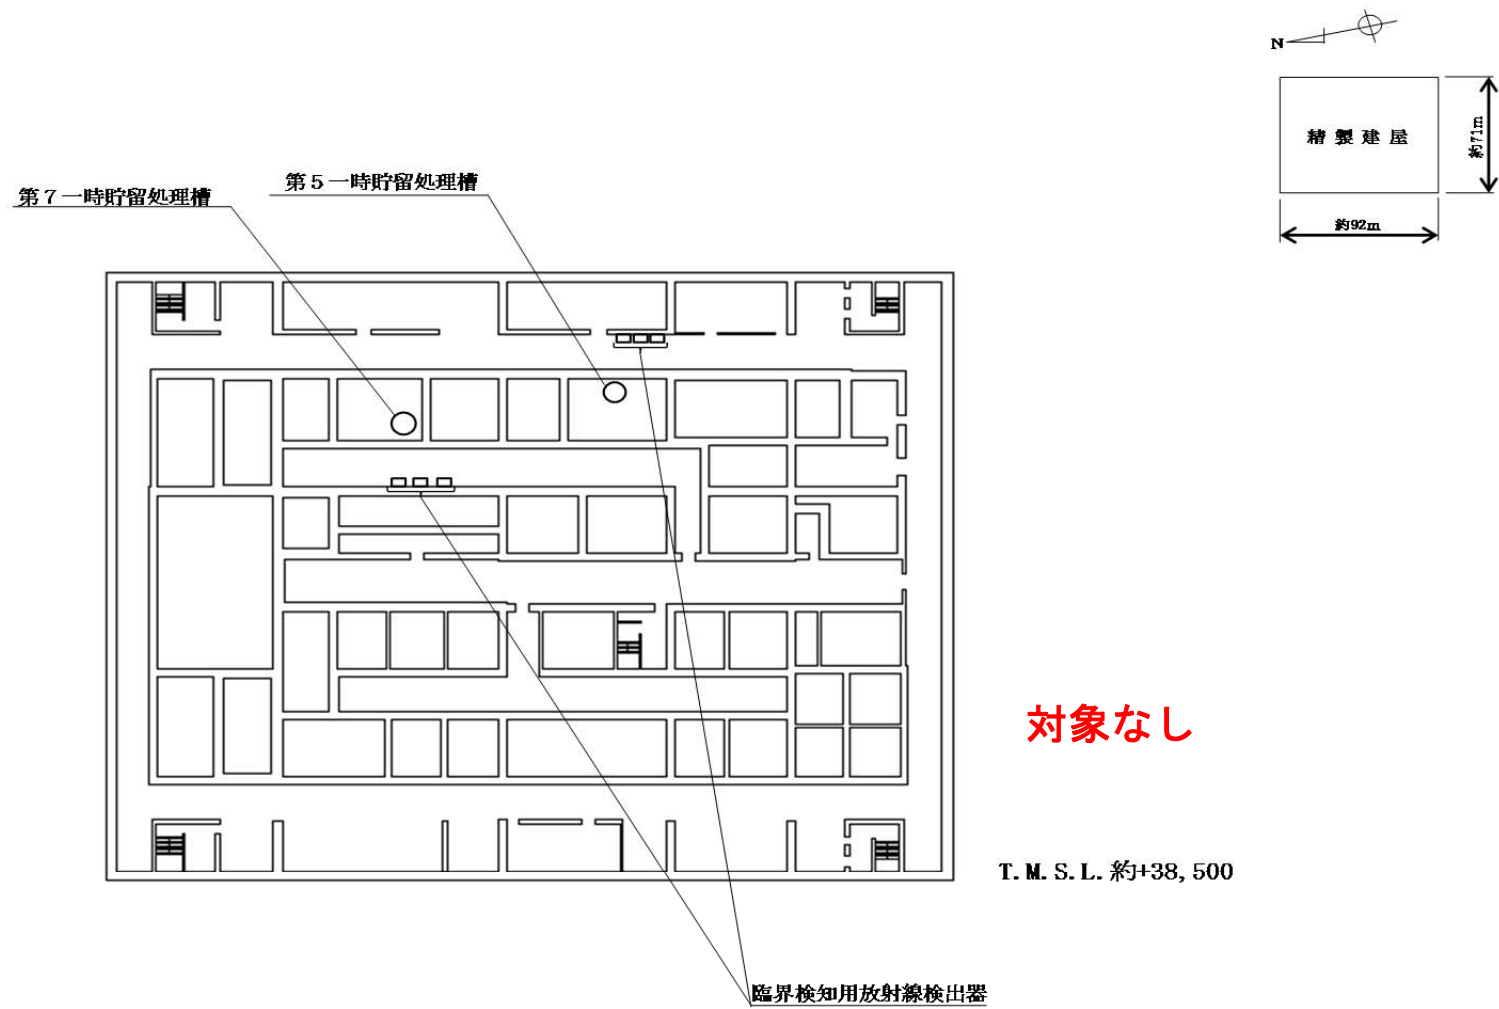 N
精製建屋
約71m
約92m
第5一時貯留処理槽
第7一時貯留処理槽
対象なし
T.M.S.L.約+38,500
臨界検知用放射線検出器